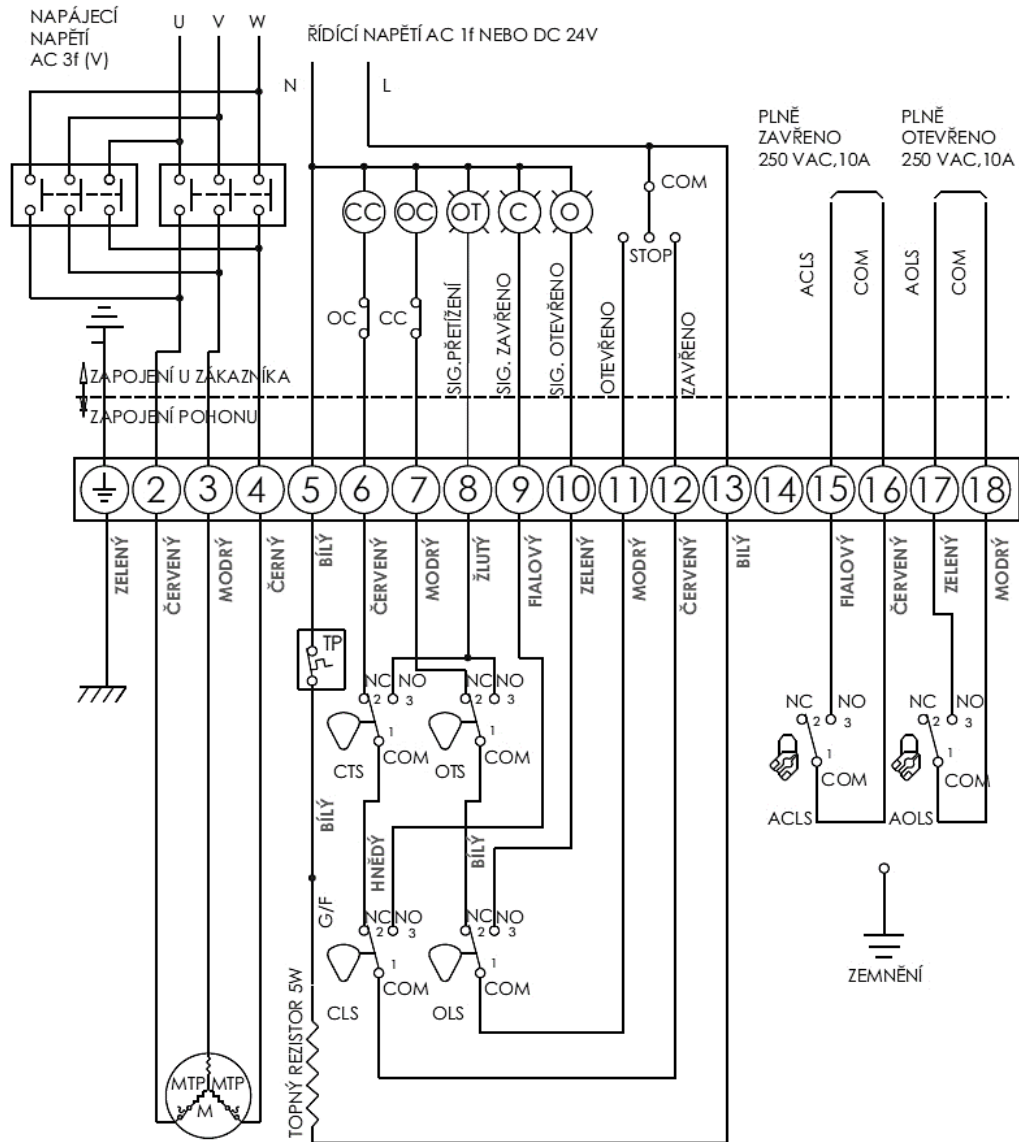 NAPÁJECÍ
NAPĚTÍ
AC 3f (V)
U
V
W
ŘÍDÍCÍ NAPĚTÍ AC 1f NEBO DC 24V
N
L
PLNĚ
ZAVŘENO
250 VAC,10A
PLNĚ
OTEVŘENO
250 VAC,10A
COM
STOP
CC
OC
OT
C
O
OC
CC
SIG.PŘETÍŽENÍ
SIG. ZAVŘENO
SIG. OTEVŘENO
OTEVŘENO
ZAVŘENO
ACLS
COM
AOLS
COM
ZAPOJENÍ U ZÁKAZNÍKA
ZAPOJENÍ POHONU
2
3
4
5
6
7
8
9
10
11
12
13
14
15
16
17
18
ZELENÝ
ČERVENÝ
MODRÝ
ČERNÝ
BÍLÝ
ČERVENÝ
MODRÝ
ŽLUTÝ
FIALOVÝ
ZELENÝ
MODRÝ
ČERVENÝ
BILÝ
FIALOVÝ
ČERVENÝ
ZELENÝ
MODRÝ
TP
NC
2
NO
3
1
COM
CTS
NC
2
NO
3
1
COM
OTS
NC
2
NO
3
1
COM
ACLS
NC
2
NO
3
1
COM
AOLS
BÍLÝ
HNĚDÝ
BÍLÝ
G/F
NC
2
NO
3
1
COM
CLS
NC
2
NO
3
1
COM
OLS
ZEMNĚNÍ
TOPNÝ REZISTOR 5W
MTP
MTP
M